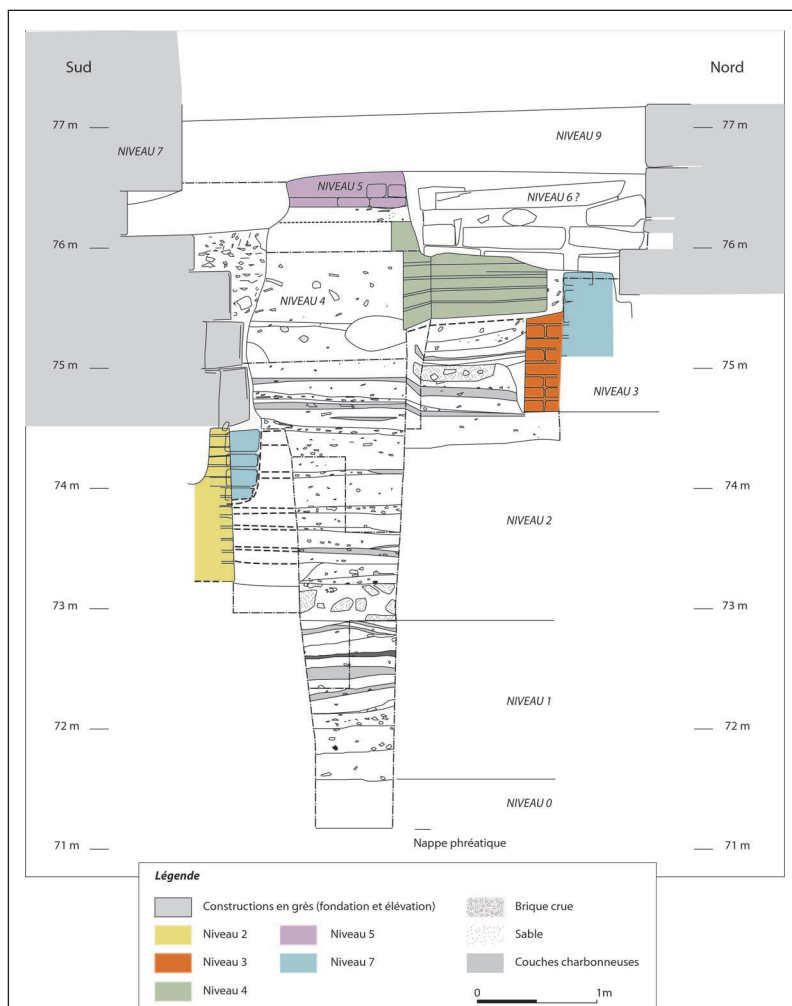 Sud
Nord
77 m
77 m
NIVEAU 7
NIVEAU 9
NIVEAU 5
NIVEAU 6 ?
76 m
76 m
NIVEAU 4
75 m
75 m
NIVEAU 3
74 m
74 m
NIVEAU 2
73 m
73 m
NIVEAU 1
72 m
72 m
NIVEAU 0
Nappe phréatique
71 m
71 m
Légende
Constructions en grès (fondation et élévation)
Brique crue
Niveau 2
Niveau 5
Sable
Niveau 3
Niveau 7
Couches charbonneuses
Niveau 4
0
1m